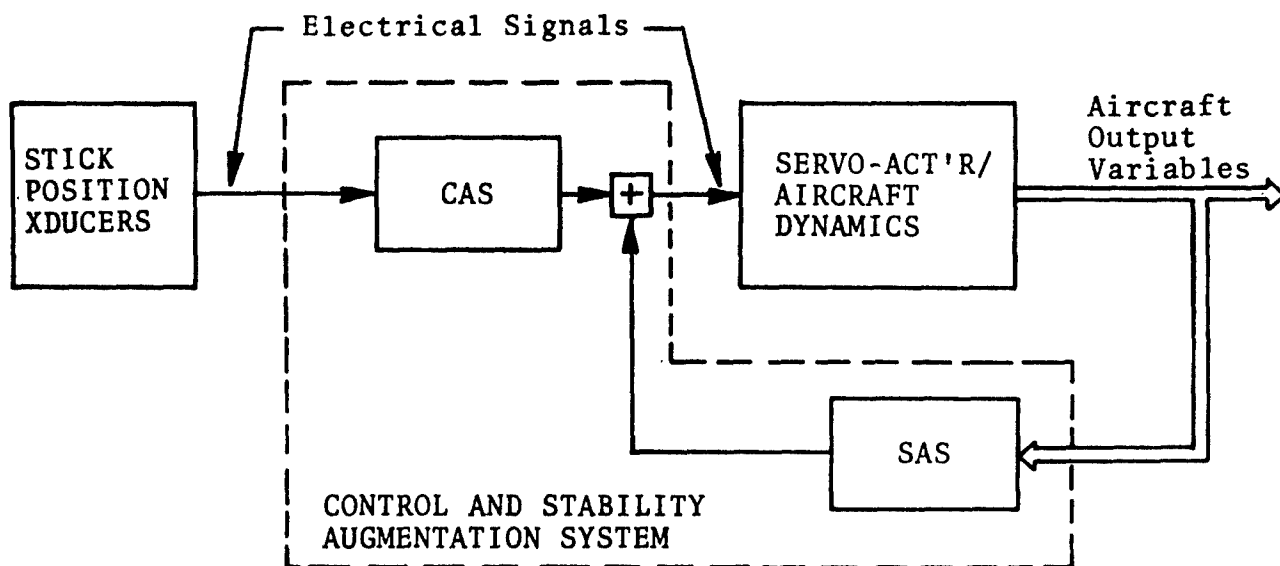 Electrical Signals
STICK
POSITION
XDUCERS
CAS
+
SERVO-ACT'R/
AIRCRAFT
DYNAMICS
Aircraft
Output
Variables
SAS
CONTROL AND STABILITY
AUGMENTATION SYSTEM